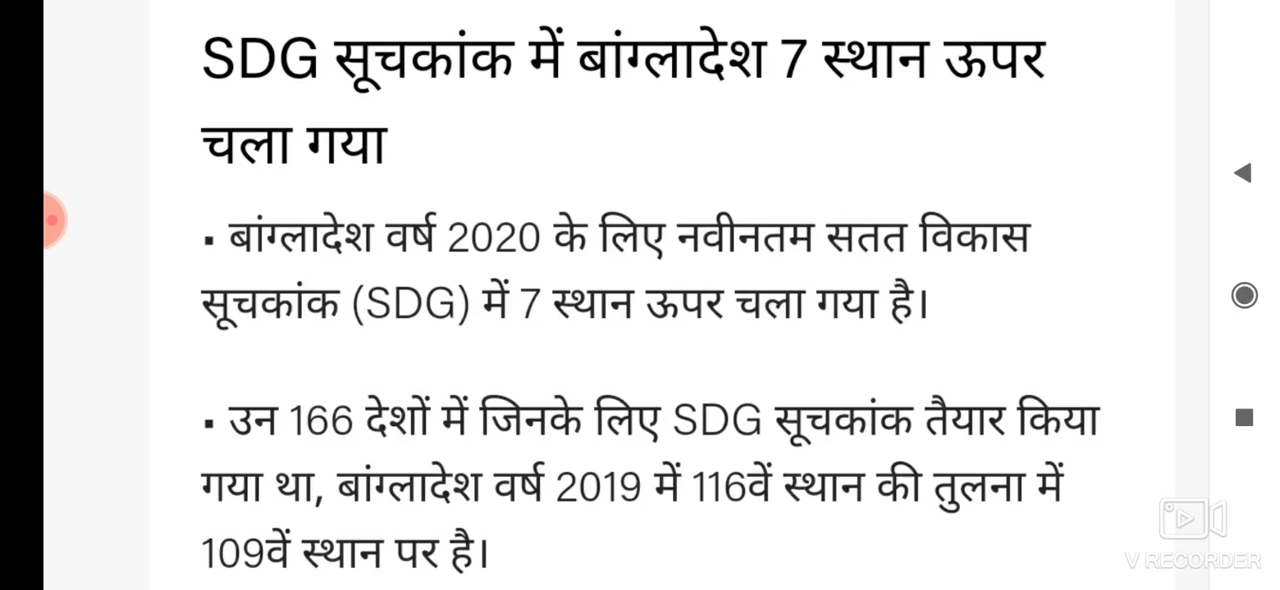 SDG सूचकांक में बांग्लादेश 7 स्थान ऊपर
चला गया
▪ बांग्लादेश वर्ष 2020 के लिए नवीनतम सतत विकास
सूचकांक (SDG) में 7 स्थान ऊपर चला गया है।
▪ उन 166 देशों में जिनके लिए SDG सूचकांक तैयार किया
गया था, बांग्लादेश वर्ष 2019 में 116वें स्थान की तुलना में
109वें स्थान पर है।
V RECORDER